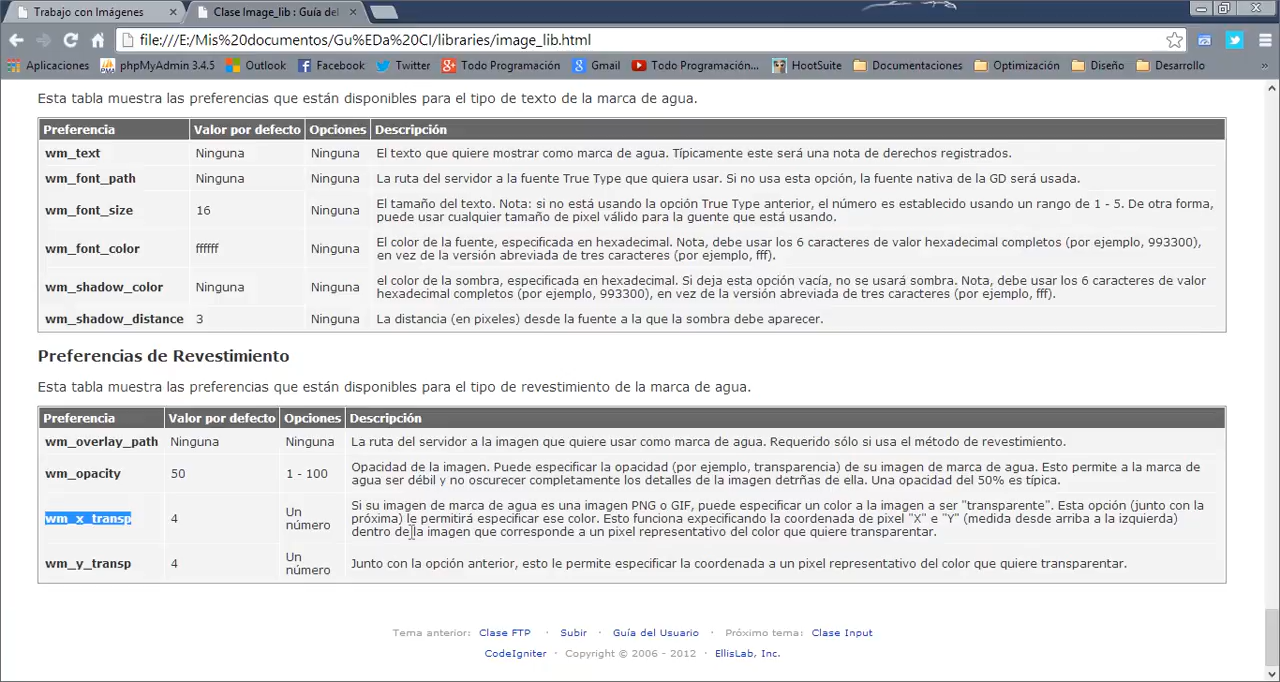 Trabajo con Imágenes
Clase Image_lib : Guía del
file:///E:/Mis%20documentos/Gu%EDa%20CI/libraries/image_lib.html
Aplicaciones phpMyAdmin 3.4.5 Outlook Facebook Twitter Todo Programación Gmail Todo Programación... HootSuite Documentaciones Optimización Diseño Desarrollo »
Esta tabla muestra las preferencias que están disponibles para el tipo de texto de la marca de agua.
Preferencia Valor por defecto Opciones Descripción
wm_text Ninguna Ninguna El texto que quiere mostrar como marca de agua. Típicamente este será una nota de derechos registrados.
wm_font_path Ninguna Ninguna La ruta del servidor a la fuente True Type que quiera usar. Si no usa esta opción, la fuente nativa de la GD será usada.
wm_font_size 16 Ninguna El tamaño del texto. Nota: si no está usando la opción True Type anterior, el número es establecido usando un rango de 1 - 5. De otra forma,
puede usar cualquier tamaño de pixel válido para la guente que está usando.
wm_font_color ffffff Ninguna El color de la fuente, especificada en hexadecimal. Nota, debe usar los 6 caracteres de valor hexadecimal completos (por ejemplo, 993300),
en vez de la versión abreviada de tres caracteres (por ejemplo, fff).
wm_shadow_color Ninguna Ninguna el color de la sombra, especificada en hexadecimal. Si deja esta opción vacía, no se usará sombra. Nota, debe usar los 6 caracteres de valor
hexadecimal completos (por ejemplo, 993300), en vez de la versión abreviada de tres caracteres (por ejemplo, fff).
wm_shadow_distance 3 Ninguna La distancia (en pixeles) desde la fuente a la que la sombra debe aparecer.
Preferencias de Revestimiento
Esta tabla muestra las preferencias que están disponibles para el tipo de revestimiento de la marca de agua.
Preferencia Valor por defecto Opciones Descripción
wm_overlay_path Ninguna Ninguna La ruta del servidor a la imagen que quiere usar como marca de agua. Requerido sólo si usa el método de revestimiento.
wm_opacity 50 1 - 100 Opacidad de la imagen. Puede especificar la opacidad (por ejemplo, transparencia) de su imagen de marca de agua. Esto permite a la marca de
agua ser débil y no oscurecer completamente los detalles de la imagen detrñas de ella. Una opacidad del 50% es típica.
wm_x_transp 4 Un número Si su imagen de marca de agua es una imagen PNG o GIF, puede especificar un color a la imagen a ser "transparente". Esta opción (junto con la
próxima) le permitirá especificar ese color. Esto funciona expecificando la coordenada de pixel "X" e "Y" (medida desde arriba a la izquierda)
dentro de la imagen que corresponde a un pixel representativo del color que quiere transparentar.
wm_y_transp 4 Un número Junto con la opción anterior, esto le permite especificar la coordenada a un pixel representativo del color que quiere transparentar.
Tema anterior: Clase FTP · Subir · Guía del Usuario · Próximo tema: Clase Input
CodeIgniter · Copyright © 2006 - 2012 · EllisLab, Inc.